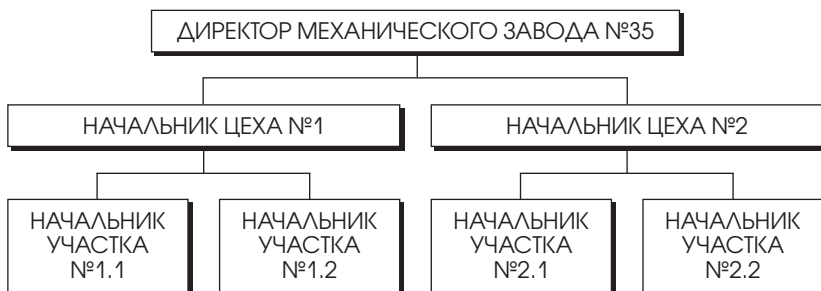 ДИРЕКТОР МЕХАНИЧЕСКОГО ЗАВОДА №35
НАЧАЛЬНИК ЦЕХА №1
НАЧАЛЬНИК ЦЕХА №2
НАЧАЛЬНИК
УЧАСТКА
№1.1
НАЧАЛЬНИК
УЧАСТКА
№1.2
НАЧАЛЬНИК
УЧАСТКА
№2.1
НАЧАЛЬНИК
УЧАСТКА
№2.2